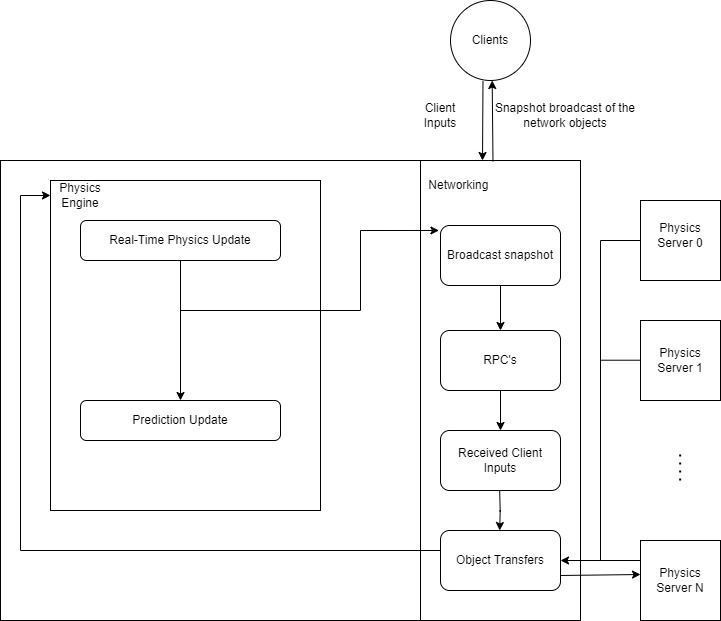 Clients
Client
Inputs
Snapshot broadcast of the
network objects
Physics
Engine
Networking
Real-Time Physics Update
Broadcast snapshot
Physics
Server 0
RPC's
Physics
Server 1
Prediction Update
Received Client
Inputs
Object Transfers
Physics
Server N